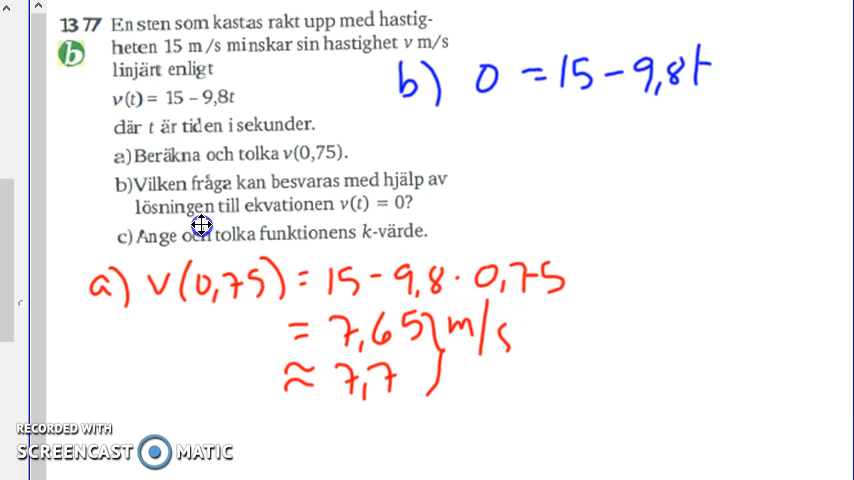 1377 En sten som kastas rakt upp med hastig-
heten 15 m/s minskar sin hastighet v m/s
linjärt enligt
v(t) = 15 – 9,8t
där t är tiden i sekunder.
a) Beräkna och tolka v(0,75).
b) Vilken fråga kan besvaras med hjälp av
lösningen till ekvationen v(t) = 0?
c) Ange och tolka funktionens k-värde.
b
b) 0 = 15 – 9,8t
a) v(0,75) = 15 – 9,8 · 0,75
= 7,65 } m/s
≈ 7,7
RECORDED WITH
SCREENCAST MATIC